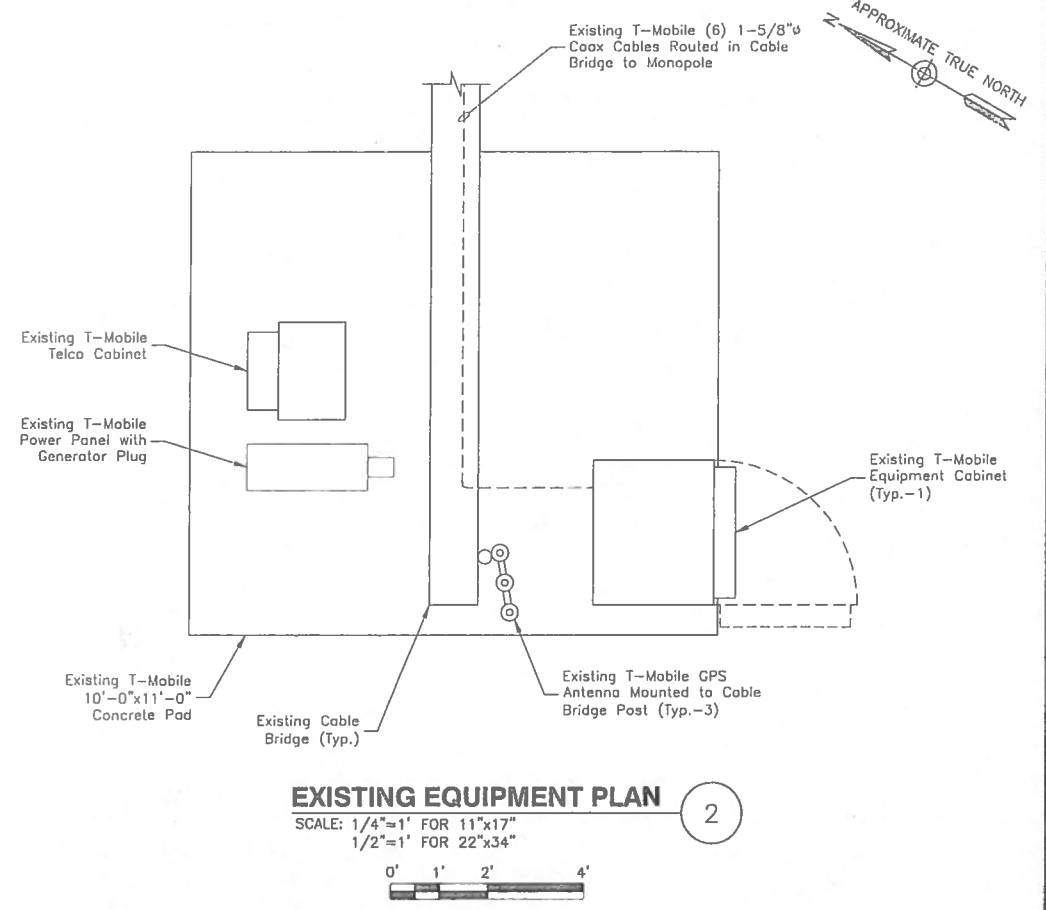 Existing T-Mobile (6) 1-5/8"ø
Coax Cables Routed in Cable
Bridge to Monopole
APPROXIMATE TRUE NORTH
N
Existing T-Mobile
Telco Cabinet
Existing T-Mobile
Power Panel with
Generator Plug
Existing T-Mobile
Equipment Cabinet
(Typ.-1)
Existing T-Mobile
10'-0"x11'-0"
Concrete Pad
Existing Cable
Bridge (Typ.)
Existing T-Mobile GPS
Antenna Mounted to Cable
Bridge Post (Typ.-3)
EXISTING EQUIPMENT PLAN
2
SCALE: 1/4"=1' FOR 11"x17"
1/2"=1' FOR 22"x34"
0' 1' 2' 4'